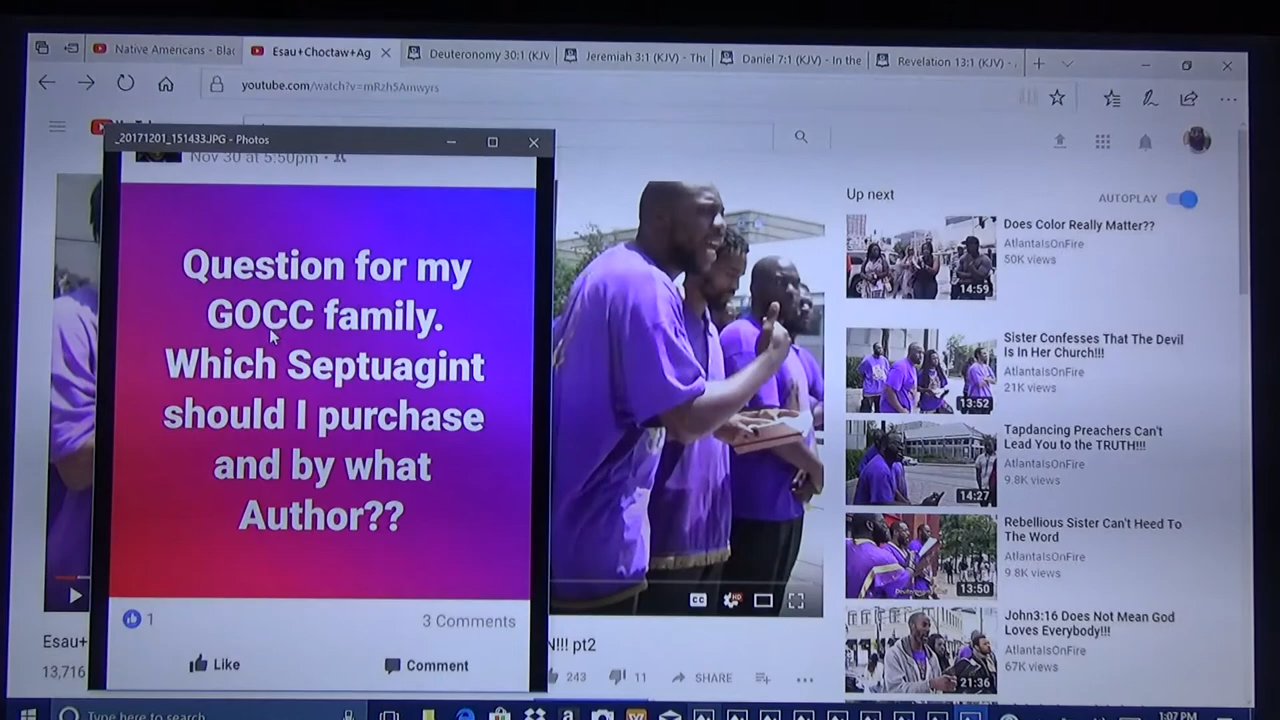 Native Americans - Blac
Esau+Choctaw+Ag
Deuteronomy 30:1 (KJV)
Jeremiah 3:1 (KJV) - The
Daniel 7:1 (KJV) - In the
Revelation 13:1 (KJV) -
youtube.com/watch?v=mRzh5Amwyrs
_20171201_151433.JPG - Photos
Nov 30 at 5:50pm
Question for my
GOCC family.
Which Septuagint
should I purchase
and by what
Author??
1
3 Comments
Like
Comment
Esau+
N!!! pt2
13,716
243
11
SHARE
CC
HD
Up next
AUTOPLAY
Does Color Really Matter??
AtlantaIsOnFire
50K views
14:59
Sister Confesses That The Devil
Is In Her Church!!!
AtlantaIsOnFire
21K views
13:52
Tapdancing Preachers Can't
Lead You to the TRUTH!!!
AtlantaIsOnFire
9.8K views
14:27
Rebellious Sister Can't Heed To
The Word
AtlantaIsOnFire
9.8K views
13:50
John3:16 Does Not Mean God
Loves Everybody!!!
AtlantaIsOnFire
67K views
21:36
Type here to search
1:07 PM